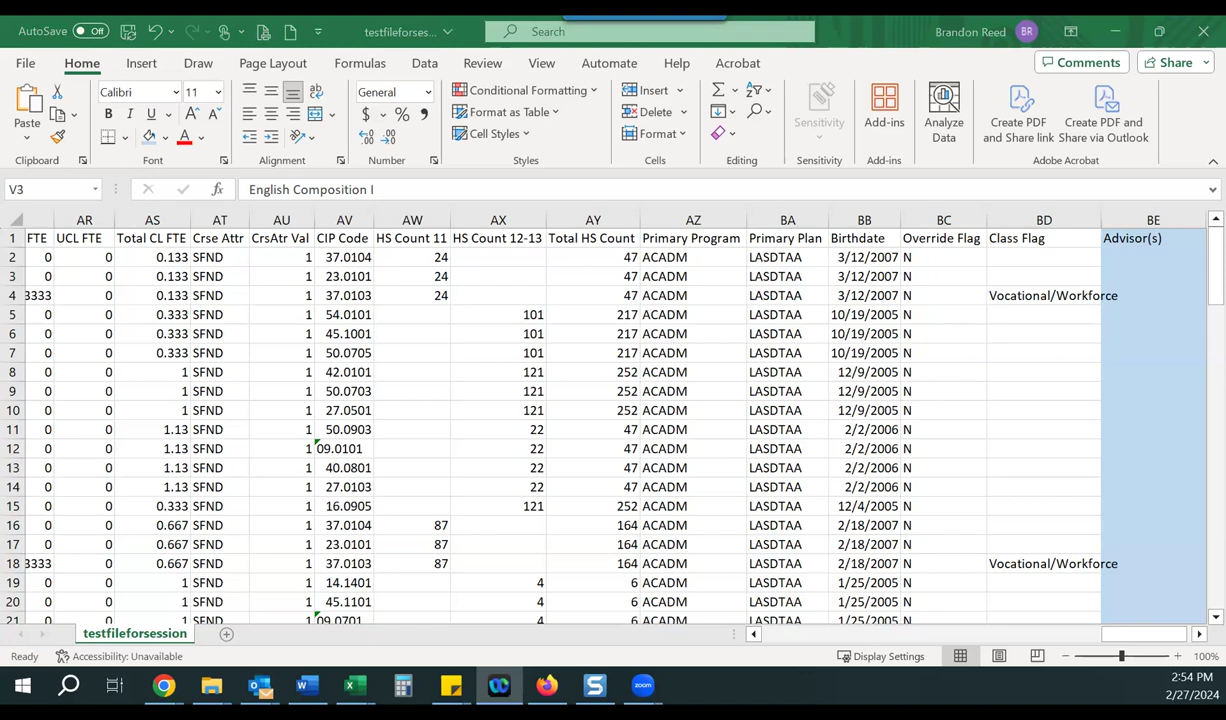 AutoSave Off testfileforses... Search Brandon Reed BR
File Home Insert Draw Page Layout Formulas Data Review View Automate Help Acrobat Comments Share
Calibri 11 General Conditional Formatting Insert
Paste B I U $ % Format as Table Delete Sensitivity Add-ins Analyze Data Create PDF and Share link Create PDF and Share via Outlook
Cell Styles Format
Clipboard Font Alignment Number Styles Cells Editing Sensitivity Add-ins Adobe Acrobat
V3 fx English Composition I
AR AS AT AU AV AW AX AY AZ BA BB BC BD BE
1 FTE UCL FTE Total CL FTE Crse Attr CrsAtr Val CIP Code HS Count 11 HS Count 12-13 Total HS Count Primary Program Primary Plan Birthdate Override Flag Class Flag Advisor(s)
2 0 0 0.133 SFND 1 37.0104 24 47 ACADM LASDTAA 3/12/2007 N
3 0 0 0.133 SFND 1 23.0101 24 47 ACADM LASDTAA 3/12/2007 N
4 3333 0 0.133 SFND 1 37.0103 24 47 ACADM LASDTAA 3/12/2007 N Vocational/Workforce
5 0 0 0.333 SFND 1 54.0101 101 217 ACADM LASDTAA 10/19/2005 N
6 0 0 0.333 SFND 1 45.1001 101 217 ACADM LASDTAA 10/19/2005 N
7 0 0 0.333 SFND 1 50.0705 101 217 ACADM LASDTAA 10/19/2005 N
8 0 0 1 SFND 1 42.0101 121 252 ACADM LASDTAA 12/9/2005 N
9 0 0 1 SFND 1 50.0703 121 252 ACADM LASDTAA 12/9/2005 N
10 0 0 1 SFND 1 27.0501 121 252 ACADM LASDTAA 12/9/2005 N
11 0 0 1.13 SFND 1 50.0903 22 47 ACADM LASDTAA 2/2/2006 N
12 0 0 1.13 SFND 1 09.0101 22 47 ACADM LASDTAA 2/2/2006 N
13 0 0 1.13 SFND 1 40.0801 22 47 ACADM LASDTAA 2/2/2006 N
14 0 0 1.13 SFND 1 27.0103 22 47 ACADM LASDTAA 2/2/2006 N
15 0 0 0.333 SFND 1 16.0905 121 252 ACADM LASDTAA 12/4/2005 N
16 0 0 0.667 SFND 1 37.0104 87 164 ACADM LASDTAA 2/18/2007 N
17 0 0 0.667 SFND 1 23.0101 87 164 ACADM LASDTAA 2/18/2007 N
18 3333 0 0.667 SFND 1 37.0103 87 164 ACADM LASDTAA 2/18/2007 N Vocational/Workforce
19 0 0 1 SFND 1 14.1401 4 6 ACADM LASDTAA 1/25/2005 N
20 0 0 1 SFND 1 45.1101 4 6 ACADM LASDTAA 1/25/2005 N
21 0 0 1 SFND 1 09.0701 4 6 ACADM LASDTAA 1/25/2005 N
testfileforsession
Ready Accessibility: Unavailable Display Settings 100%
zoom 2:54 PM
2/27/2024